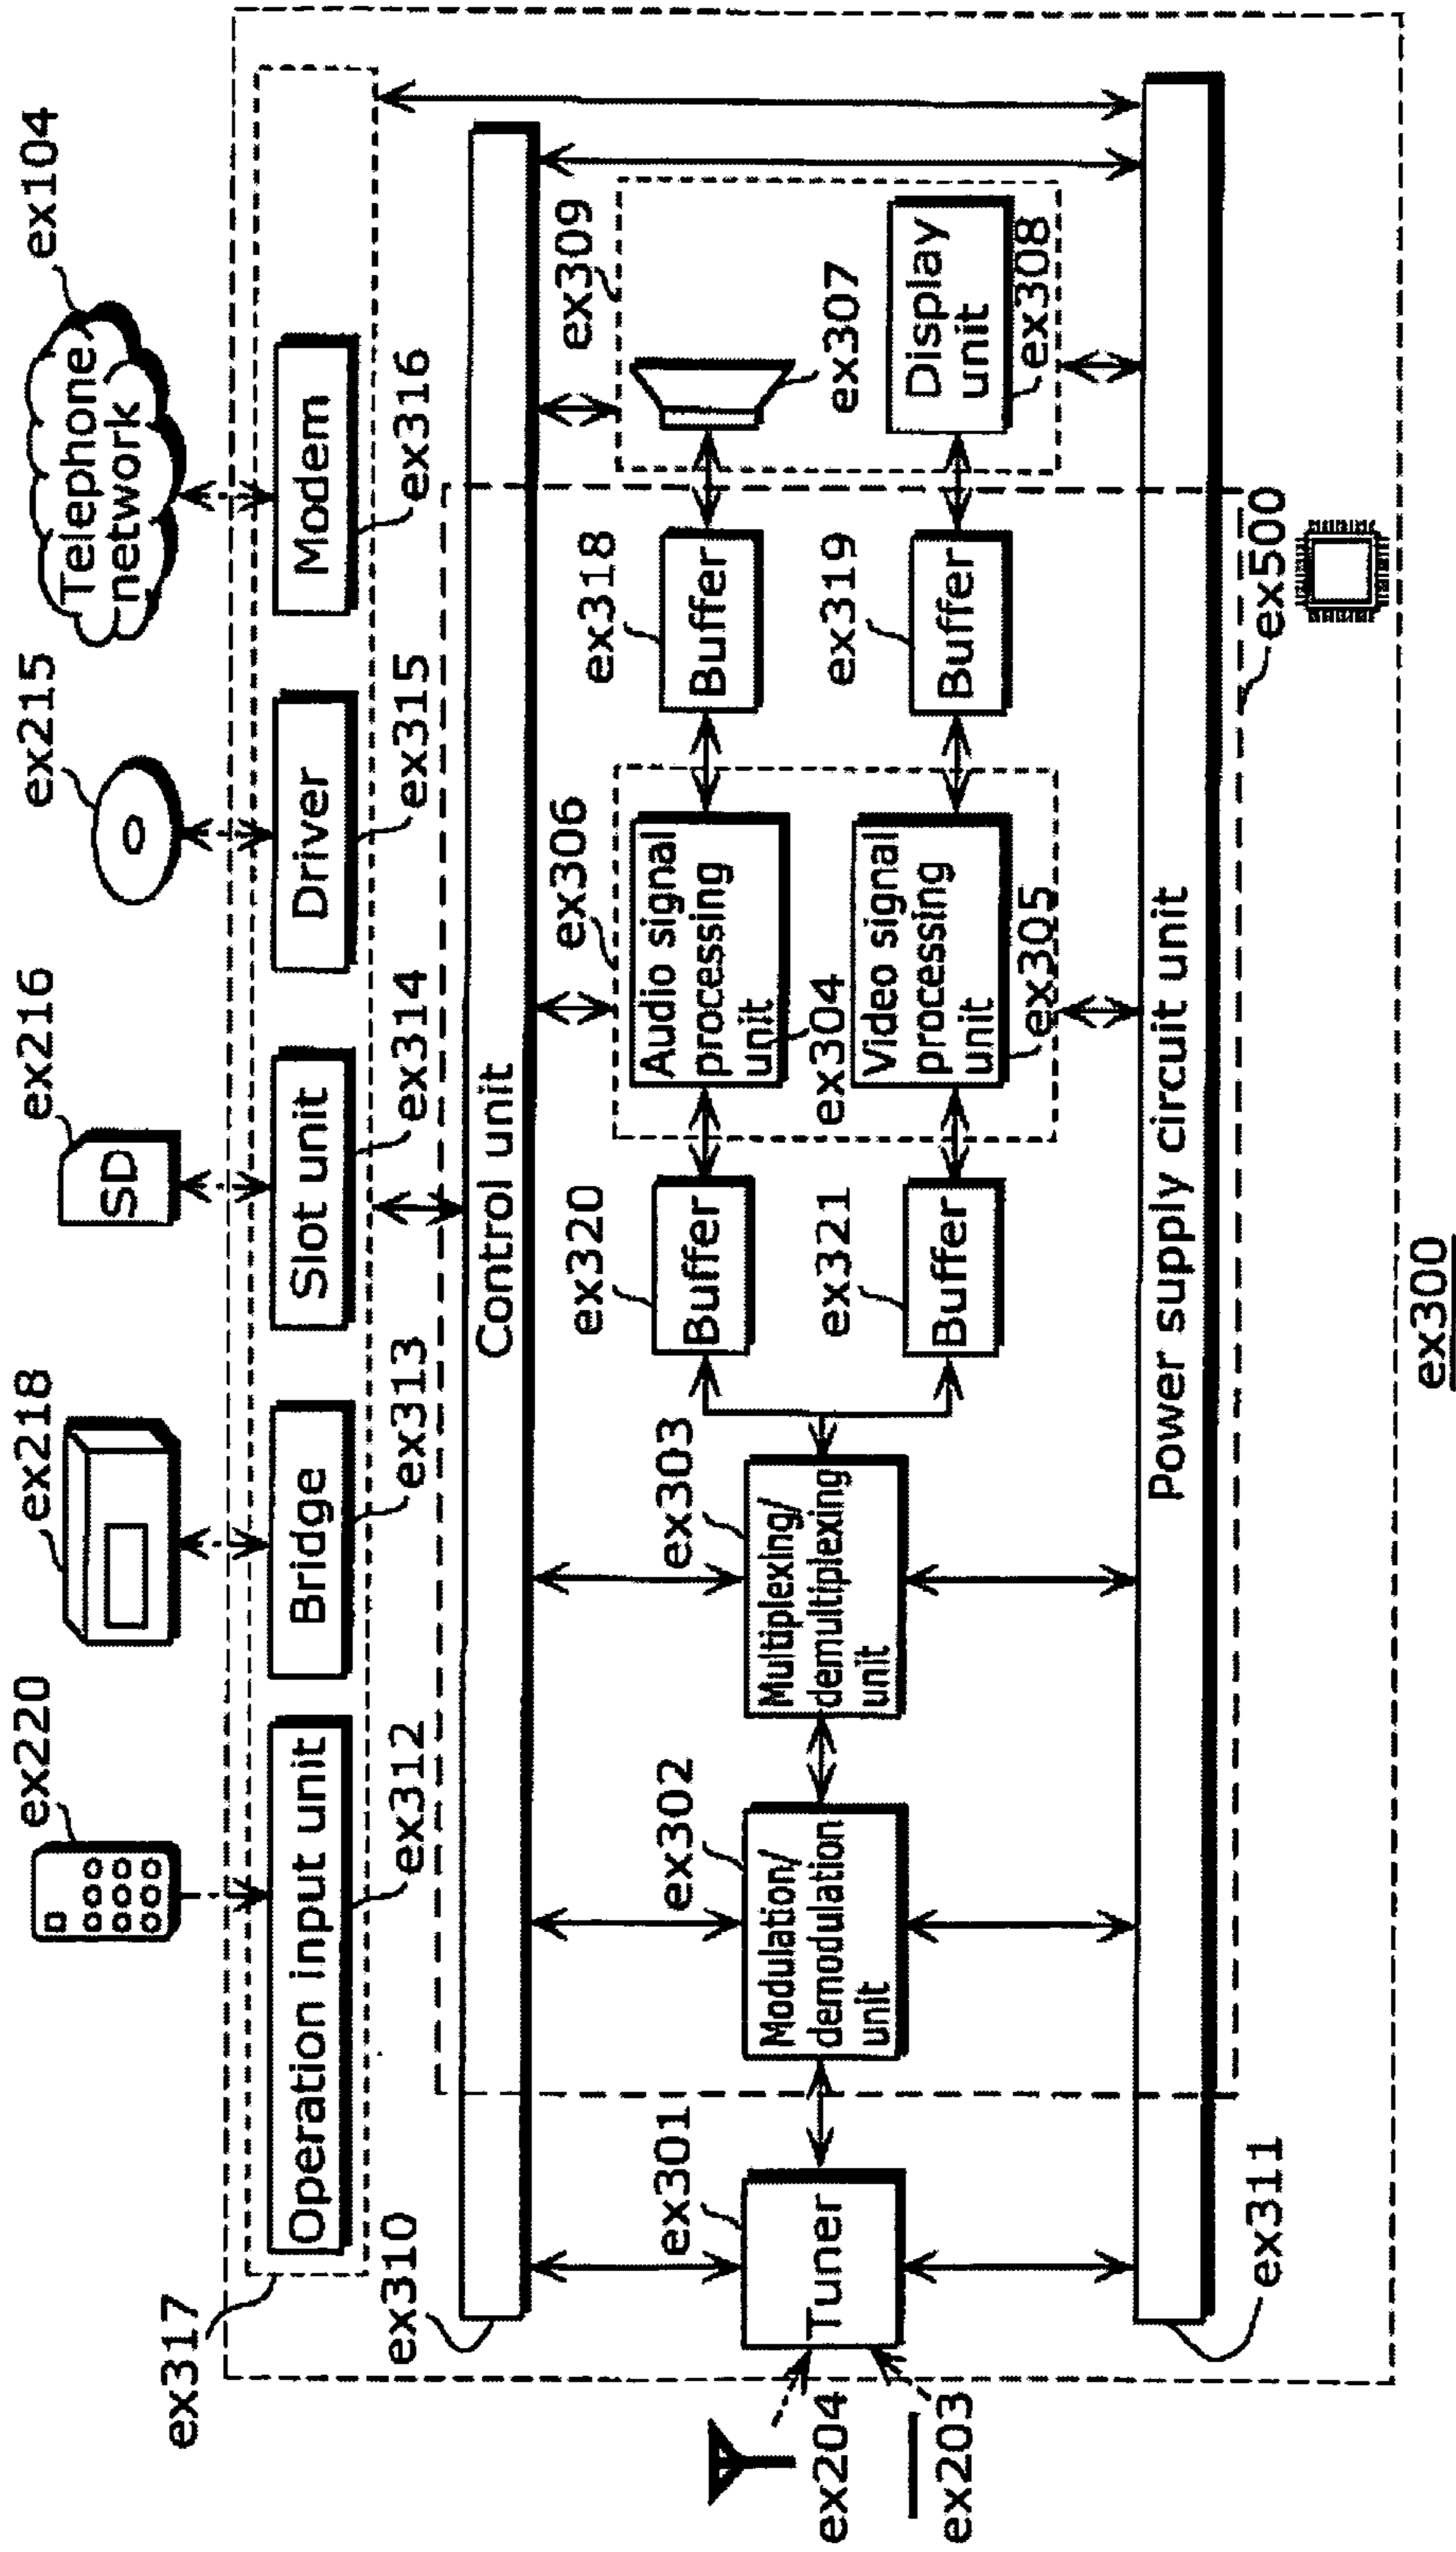 ex220
ex218
ex216
ex215
ex104
SD
Telephone
network
ex317
Operation input unit
Bridge
Slot unit
Driver
Modem
ex312
ex313
ex314
ex315
ex316
ex310
Control unit
ex306
ex309
ex320
ex318
Buffer
Audio signal
processing
unit
Buffer
ex307
ex301
ex302
ex303
ex304
Tuner
Modulation/
demodulation
unit
Multiplexing/
demultiplexing
unit
ex321
ex319
Buffer
Video signal
processing
unit
Buffer
Display
unit
ex305
ex308
ex204
ex203
Power supply circuit unit
ex311
ex500
ex300